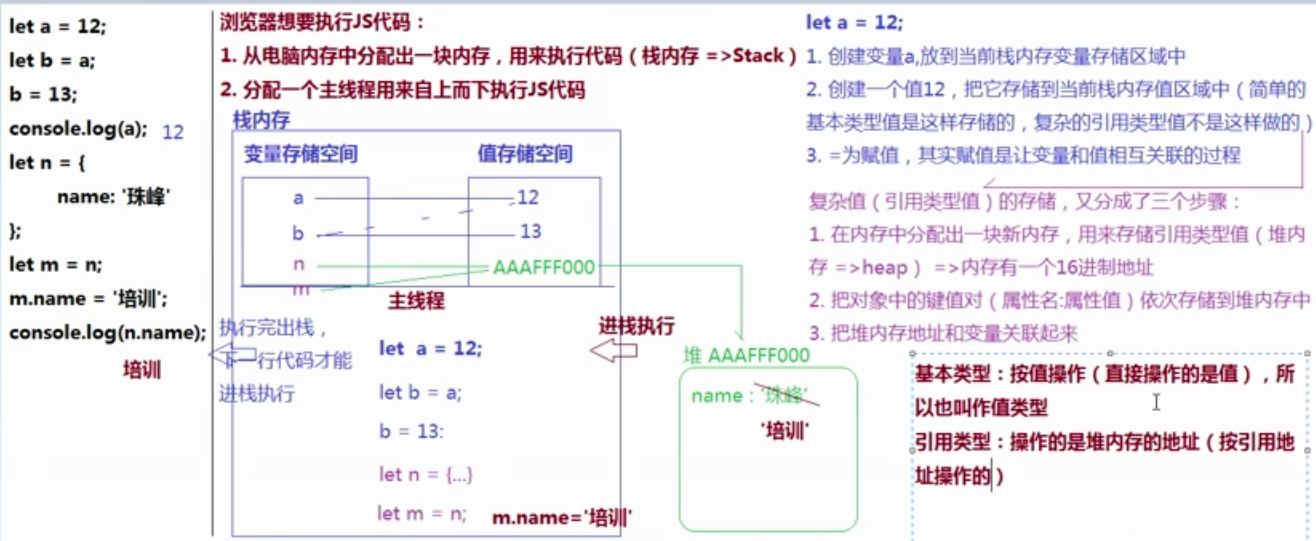 let a = 12;
let b = a;
b = 13;
console.log(a); 12
let n = {
name: '珠峰'
};
let m = n;
m.name = '培训';
console.log(n.name);
培训
浏览器想要执行JS代码：
1. 从电脑内存中分配出一块内存，用来执行代码（栈内存 =>Stack）
2. 分配一个主线程用来自上而下执行JS代码
栈内存
变量存储空间 值存储空间
a 12
b 13
n AAAFFF000
m
主线程
执行完出栈，
下一行代码才能
进栈执行
进栈执行
let a = 12;
let b = a;
b = 13:
let n = {...}
let m = n; m.name='培训'
堆 AAAFFF000
name : '珠峰'
'培训'
let a = 12;
1. 创建变量a,放到当前栈内存变量存储区域中
2. 创建一个值12，把它存储到当前栈内存值区域中（简单的
基本类型值是这样存储的，复杂的引用类型值不是这样做的）
3. =为赋值，其实赋值是让变量和值相互关联的过程
复杂值（引用类型值）的存储，又分成了三个步骤：
1. 在内存中分配出一块新内存，用来存储引用类型值（堆内
存 =>heap） =>内存有一个16进制地址
2. 把对象中的键值对（属性名:属性值）依次存储到堆内存中
3. 把堆内存地址和变量关联起来
基本类型：按值操作（直接操作的是值），所
以也叫作值类型
引用类型：操作的是堆内存的地址（按引用地
址操作的）